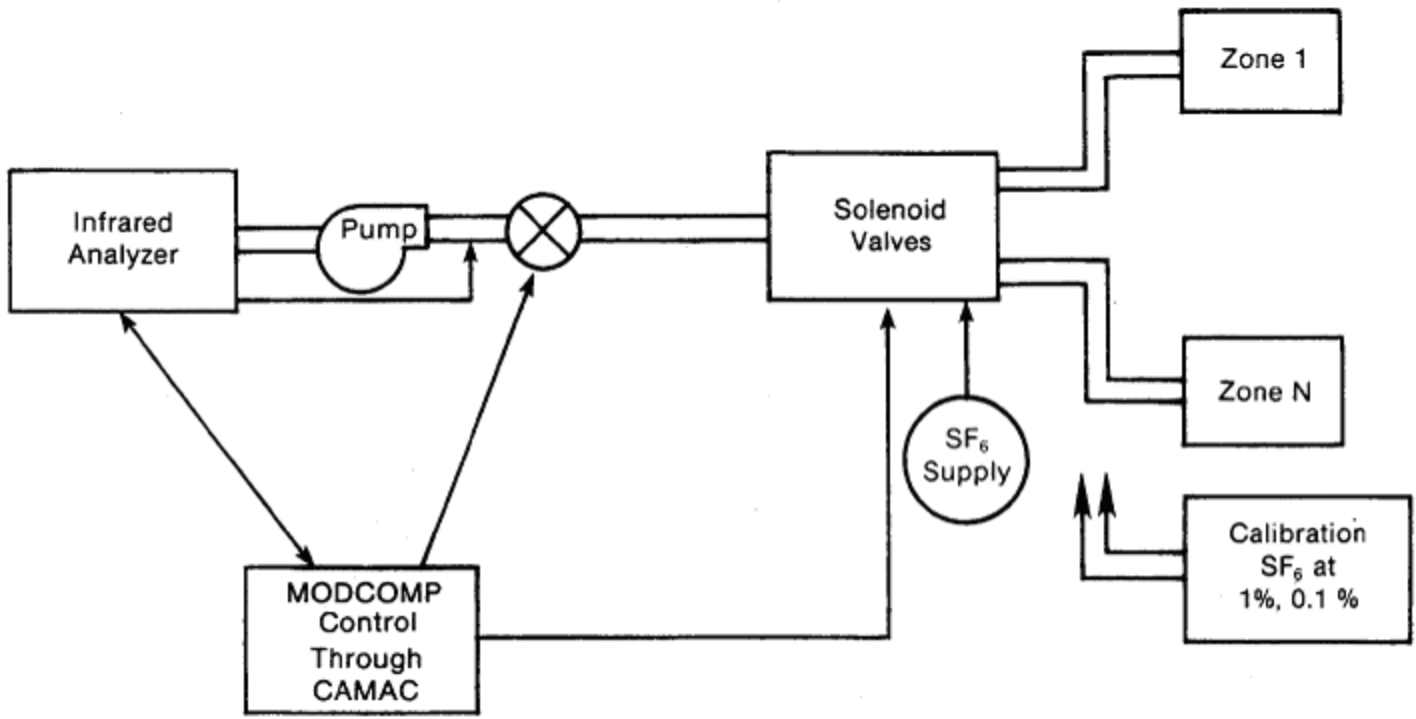 Zone 1
Infrared
Analyzer
Pump
Solenoid
Valves
Zone N
SF₆
Supply
Calibration
SF₆ at
1%, 0.1 %
MODCOMP
Control
Through
CAMAC